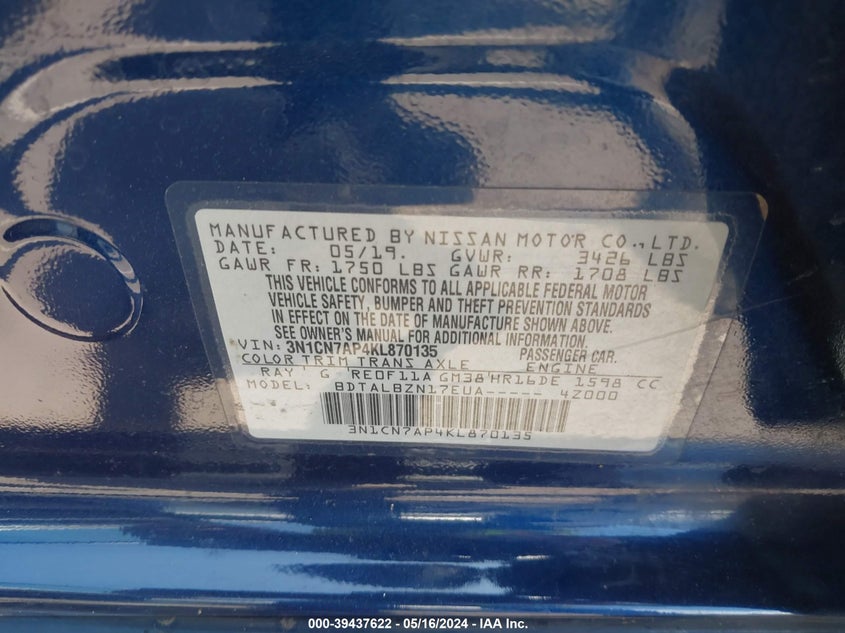 MANUFACTURED BY NISSAN MOTOR CO., LTD.
DATE: 05/19. GVWR: 3426 LBS
GAWR FR: 1750 LBS GAWR RR: 1708 LBS
THIS VEHICLE CONFORMS TO ALL APPLICABLE FEDERAL MOTOR
VEHICLE SAFETY, BUMPER AND THEFT PREVENTION STANDARDS
IN EFFECT ON THE DATE OF MANUFACTURE SHOWN ABOVE.
SEE OWNER'S MANUAL FOR ADDITIONAL INFORMATION.
VIN: 3N1CN7AP4KL870135 PASSENGER CAR.
COLOR TRIM TRANS AXLE ENGINE
RAY G RE0F11A GM38 HR16DE 1598 CC
MODEL: BDTALBZN17EUA----- 4Z000
3N1CN7AP4KL870135
000-39437622 - 05/16/2024 - IAA Inc.